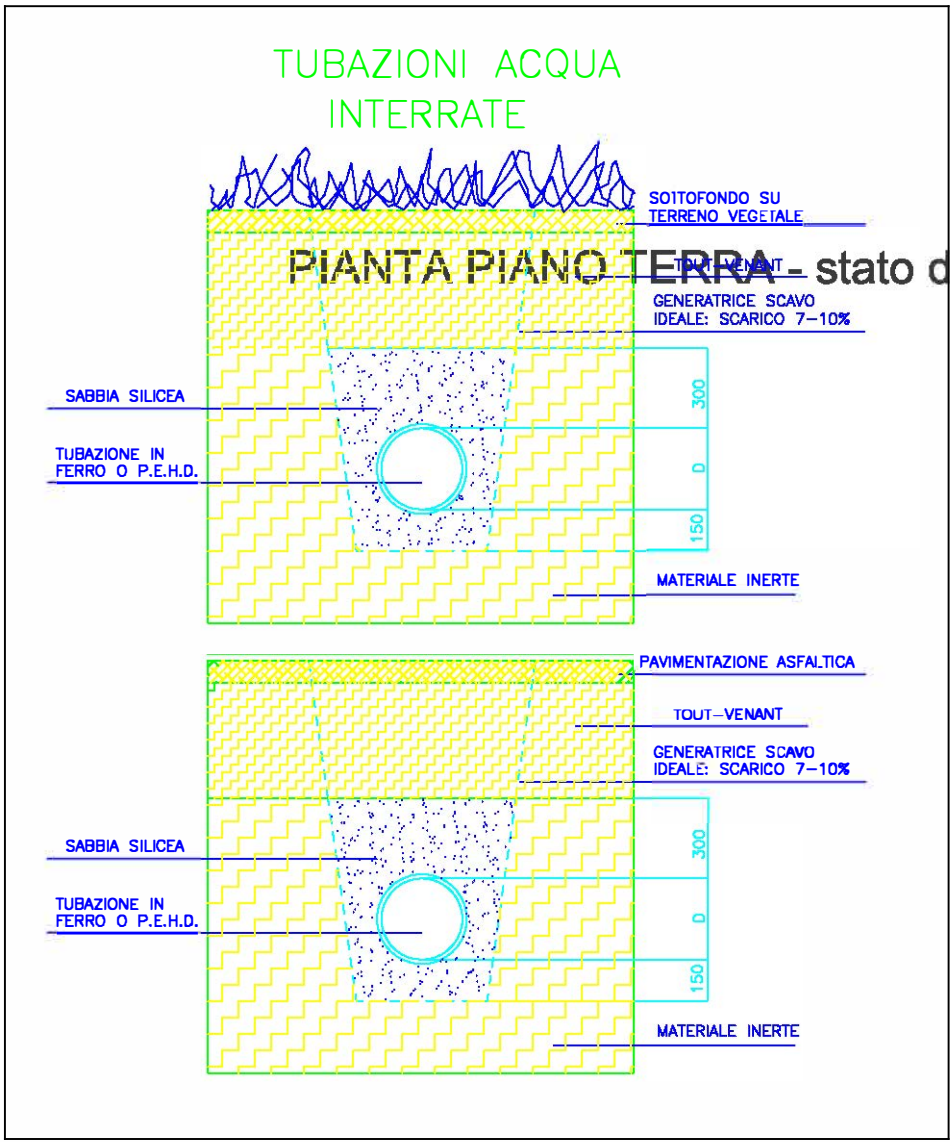 TUBAZIONI ACQUA
INTERRATE
SOTTOFONDO SU
TERRENO VEGETALE
PIANTA PIANO TERRA - stato d
TOUT-VENANT
GENERATRICE SCAVO
IDEALE: SCARICO 7-10%
300
SABBIA SILICEA
TUBAZIONE IN
FERRO O P.E.H.D.
D
150
MATERIALE INERTE
PAVIMENTAZIONE ASFALTICA
TOUT-VENANT
GENERATRICE SCAVO
IDEALE: SCARICO 7-10%
300
SABBIA SILICEA
TUBAZIONE IN
FERRO O P.E.H.D.
D
150
MATERIALE INERTE